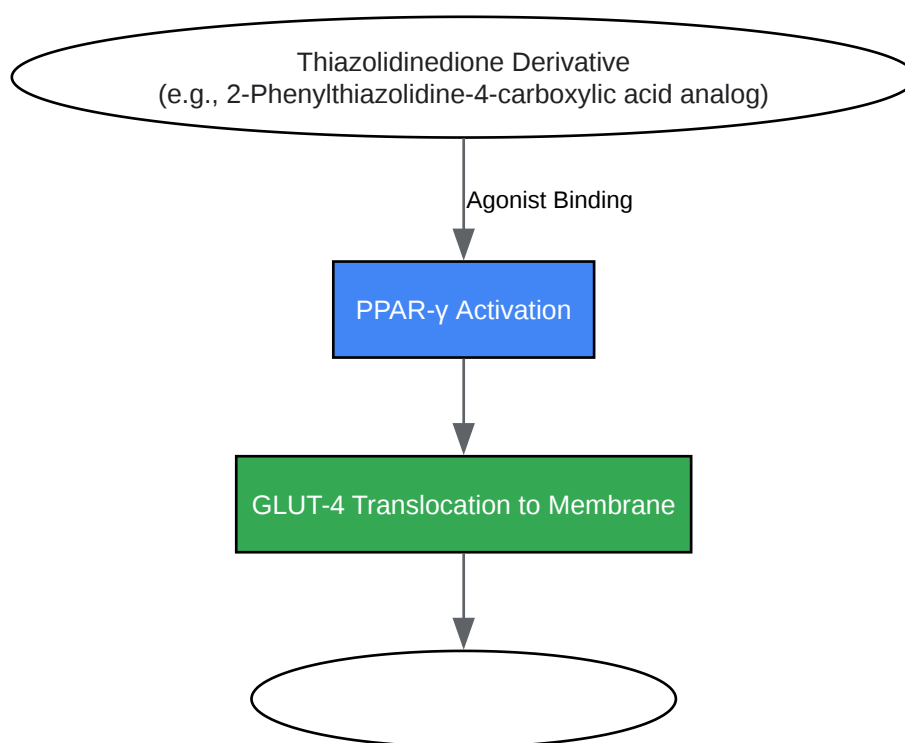 Thiazolidinedione Derivative
(e.g., 2-Phenylthiazolidine-4-carboxylic acid analog)
Agonist Binding
PPAR-γ Activation
GLUT-4 Translocation to Membrane